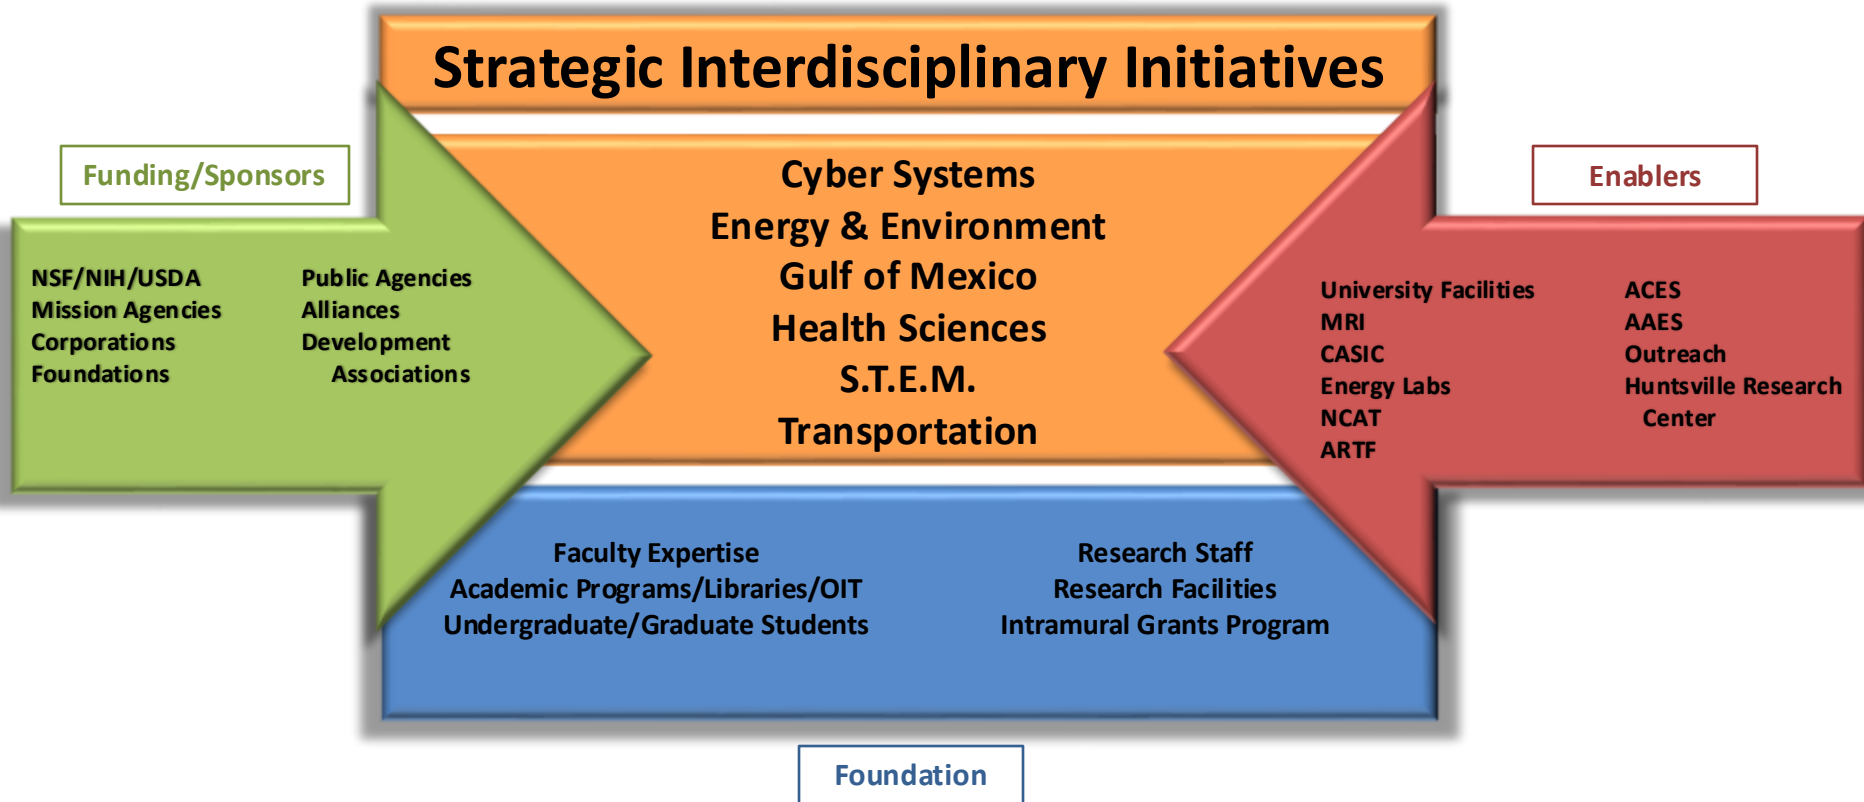 Strategic Interdisciplinary Initiatives
Funding/Sponsors
NSF/NIH/USDA
Mission Agencies
Corporations
Foundations
Public Agencies
Alliances
Development
Associations
Cyber Systems
Energy & Environment
Gulf of Mexico
Health Sciences
S.T.E.M.
Transportation
Enablers
University Facilities
MRI
CASIC
Energy Labs
NCAT
ARTF
ACES
AAES
Outreach
Huntsville Research
Center
Faculty Expertise
Academic Programs/Libraries/OIT
Undergraduate/Graduate Students
Research Staff
Research Facilities
Intramural Grants Program
Foundation